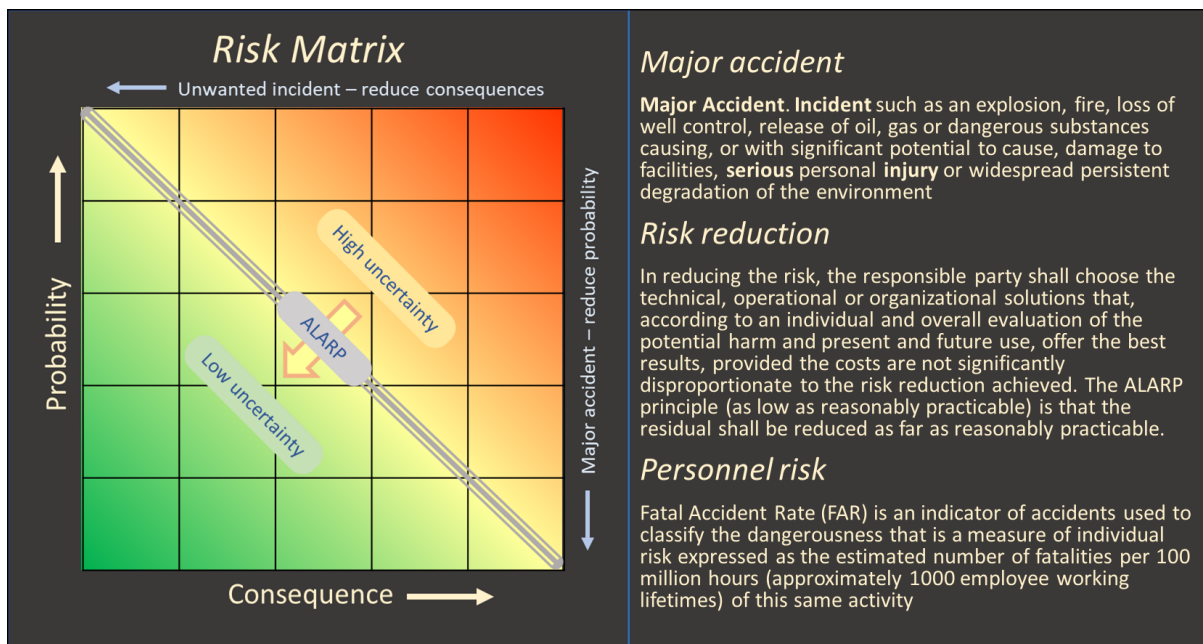 Risk Matrix
Unwanted incident – reduce consequences
Probability
High uncertainty
ALARP
Low uncertainty
Major accident – reduce probability
Consequence
Major accident
Major Accident. Incident such as an explosion, fire, loss of
well control, release of oil, gas or dangerous substances
causing, or with significant potential to cause, damage to
facilities, serious personal injury or widespread persistent
degradation of the environment
Risk reduction
In reducing the risk, the responsible party shall choose the
technical, operational or organizational solutions that,
according to an individual and overall evaluation of the
potential harm and present and future use, offer the best
results, provided the costs are not significantly
disproportionate to the risk reduction achieved. The ALARP
principle (as low as reasonably practicable) is that the
residual shall be reduced as far as reasonably practicable.
Personnel risk
Fatal Accident Rate (FAR) is an indicator of accidents used to
classify the dangerousness that is a measure of individual
risk expressed as the estimated number of fatalities per 100
million hours (approximately 1000 employee working
lifetimes) of this same activity